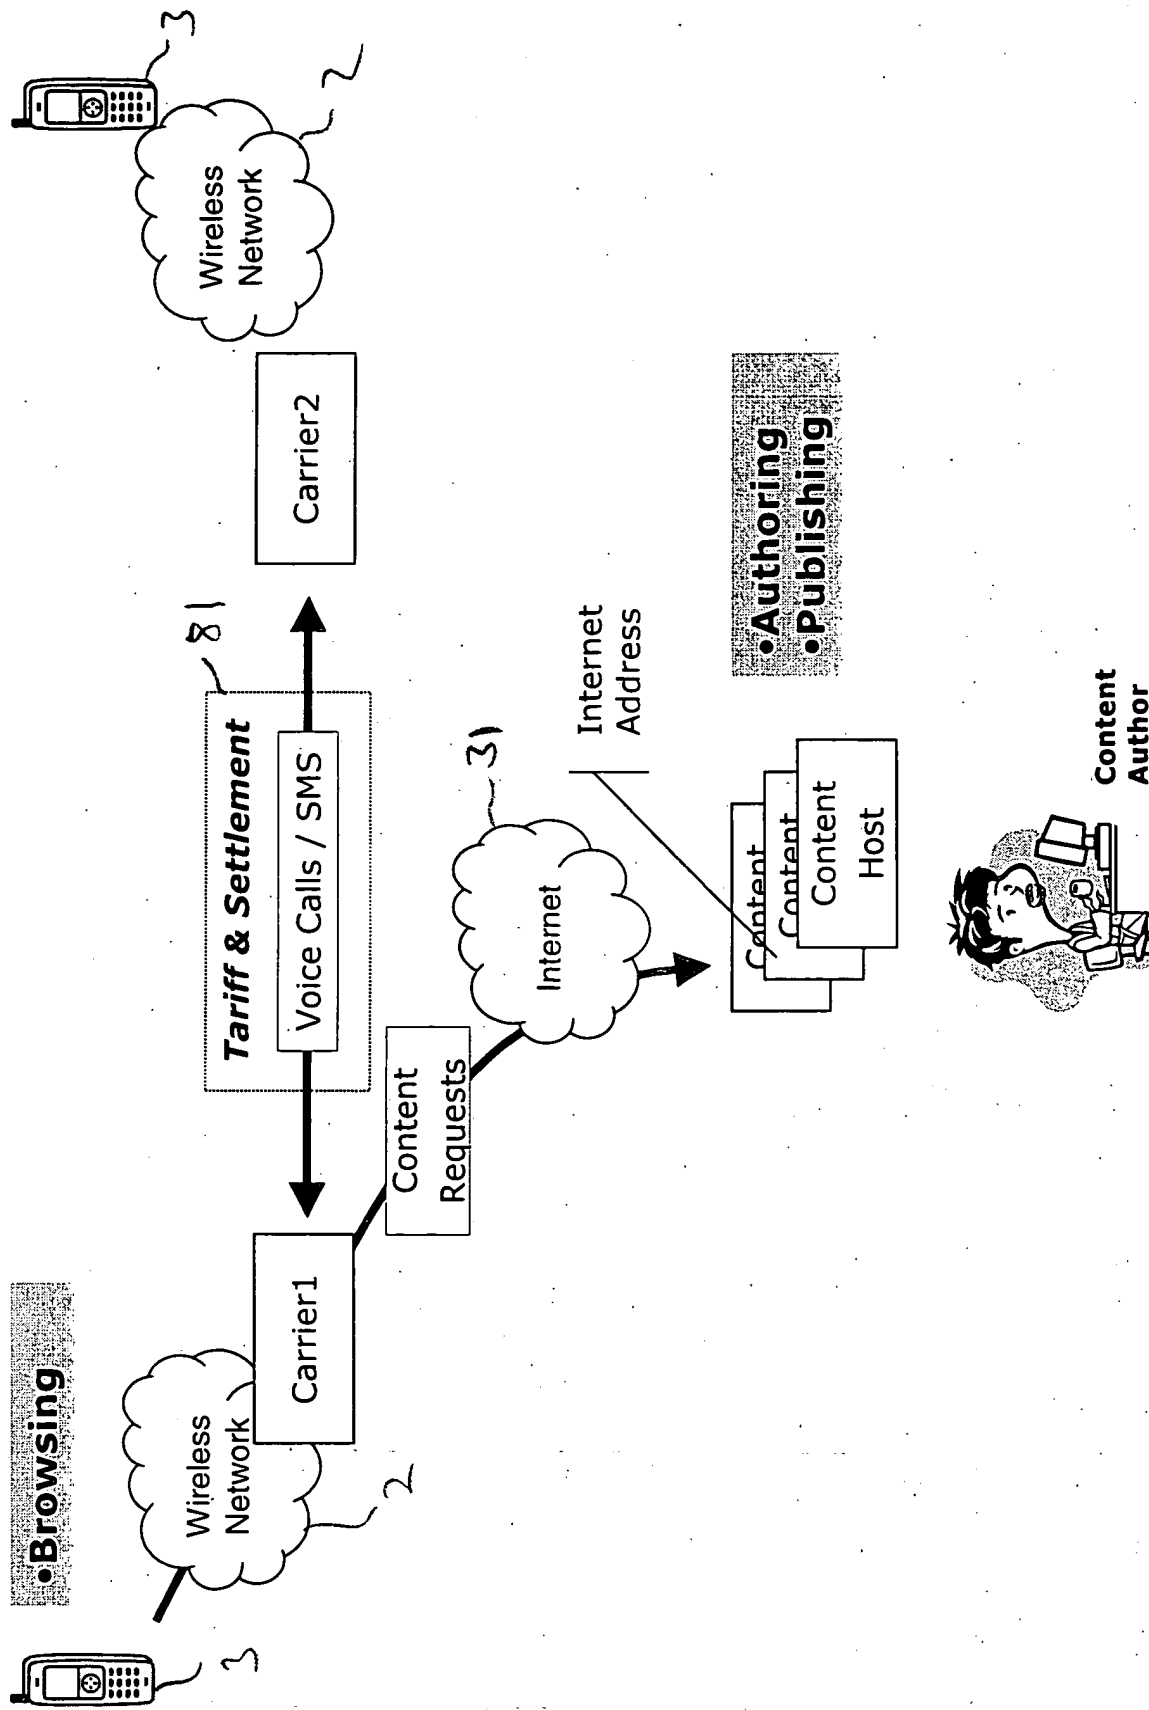 •Browsing
3
Wireless
Network
2
Carrier1
Tariff & Settlement
Voice Calls / SMS
81
Carrier2
Wireless
Network
3
2
Content
Requests
Internet
31
Internet
Address
Content
Content
Content
Host
•Authoring
•Publishing
Content
Author